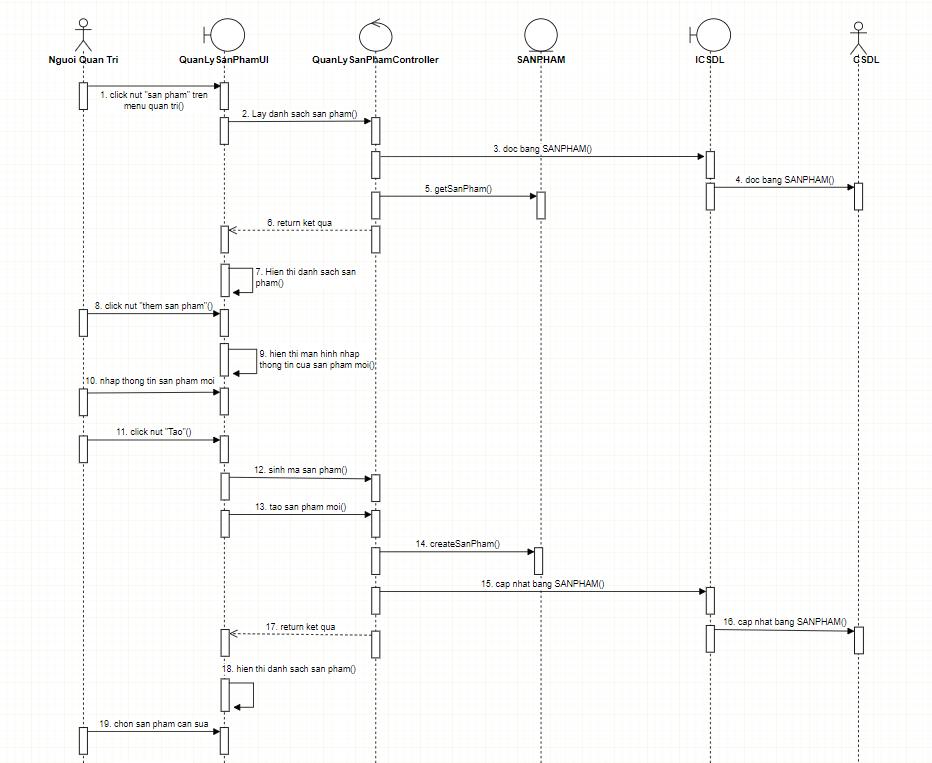 Nguoi Quan Tri
QuanLySanPhamUI
QuanLySanPhamController
SANPHAM
ICSDL
CSDL
1. click nut "san pham" tren
menu quan tri()
2. Lay danh sach san pham()
3. doc bang SANPHAM()
4. doc bang SANPHAM()
5. getSanPham()
6. return ket qua
7. Hien thi danh sach san
pham()
8. click nut "them san pham"()
9. hien thi man hinh nhap
thong tin cua san pham moi()
10. nhap thong tin san pham moi
11. click nut "Tao"()
12. sinh ma san pham()
13. tao san pham moi()
14. createSanPham()
15. cap nhat bang SANPHAM()
16. cap nhat bang SANPHAM()
17. return ket qua
18. hien thi danh sach san pham()
19. chon san pham can sua